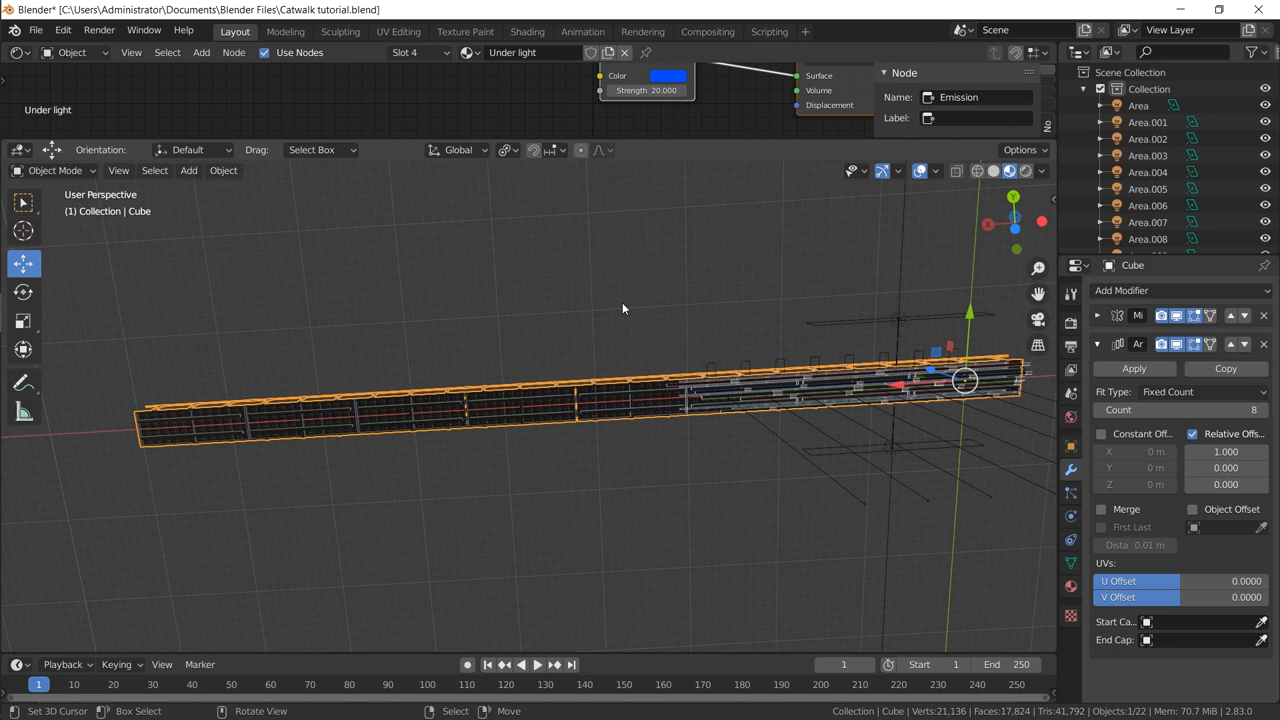 Blender* [C:\Users\Administrator\Documents\Blender Files\Catwalk tutorial.blend]
File Edit Render Window Help Layout Modeling Sculpting UV Editing Texture Paint Shading Animation Rendering Compositing Scripting + Scene View Layer
Object View Select Add Node Use Nodes Slot 4 Under light
Color Surface Node Scene Collection
Strength 20.000 Volume Name: Emission Collection
Under light Displacement Label: Area
No
Area.001
Area.002
Orientation: Default Drag: Select Box Global Options Area.003
Object Mode View Select Add Object Area.004
User Perspective Area.005
(1) Collection | Cube Area.006
Y X
Area.007
Area.008
Cube
Add Modifier
Mi
Ar
Apply Copy
Fit Type: Fixed Count
Count 8
Constant Off... Relative Offs...
X 0 m 1.000
Y 0 m 0.000
Z 0 m 0.000
Merge Object Offset
First Last
Dista 0.01 m
UVs:
U Offset 0.0000
V Offset 0.0000
Start Ca...
End Cap:
Playback Keying View Marker 1 Start 1 End 250
1 10 20 30 40 50 60 70 80 90 100 110 120 130 140 150 160 170 180 190 200 210 220 230 240 250
Set 3D Cursor Box Select Rotate View Select Move Collection | Cube | Verts:21,136 | Faces:17,824 | Tris:41,792 | Objects:1/22 | Mem: 70.7 MiB | 2.83.0